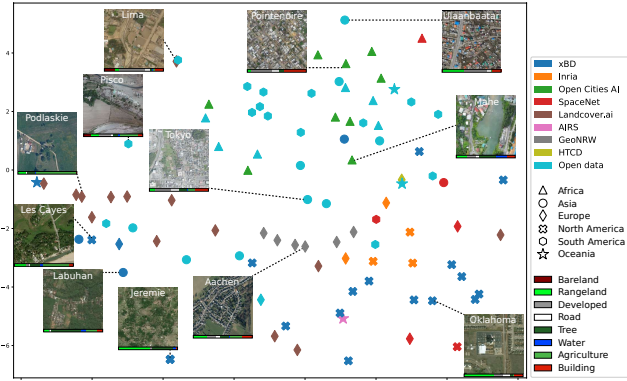 Lima
Pointenoire
Ulaanbaatar
Pisco
Podlaskie
Tokyo
Mahe
Les Cayes
Labuhan
Jeremie
Aachen
Oklahoma
4
2
0
−2
−4
−6
xBD
Inria
Open Cities AI
SpaceNet
Landcover.ai
AIRS
GeoNRW
HTCD
Open data
Africa
Asia
Europe
North America
South America
Oceania
Bareland
Rangeland
Developed
Road
Tree
Water
Agriculture
Building